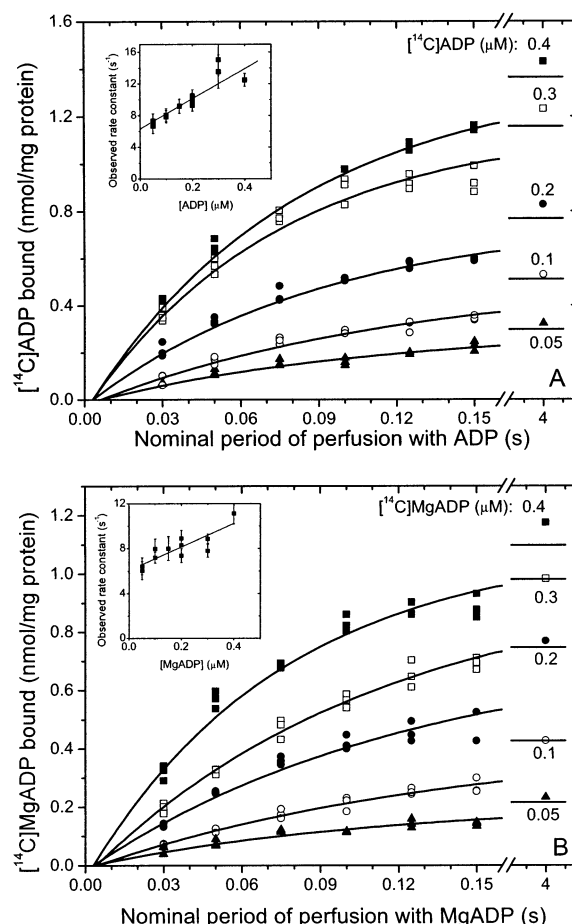 1.6
1.2
0.8
0.4
0.0
[¹⁴C]ADP bound (nmol/mg protein)
16
12
8
4
0
Observed rate constant (s⁻¹)
0.0 0.2 0.4
[ADP] (μM)
[¹⁴C]ADP (μM): 0.4
0.3
0.2
0.1
0.05
A
0.00 0.03 0.06 0.09 0.12 0.15 4
Nominal period of perfusion with ADP (s)
1.2
1.0
0.8
0.6
0.4
0.2
0.0
[¹⁴C]MgADP bound (nmol/mg protein)
12
8
4
0
Observed rate constant (s⁻¹)
0.0 0.2 0.4
[MgADP] (μM)
[¹⁴C]MgADP (μM): 0.4
0.3
0.2
0.1
0.05
B
0.00 0.03 0.06 0.09 0.12 0.15 4
Nominal period of perfusion with MgADP (s)